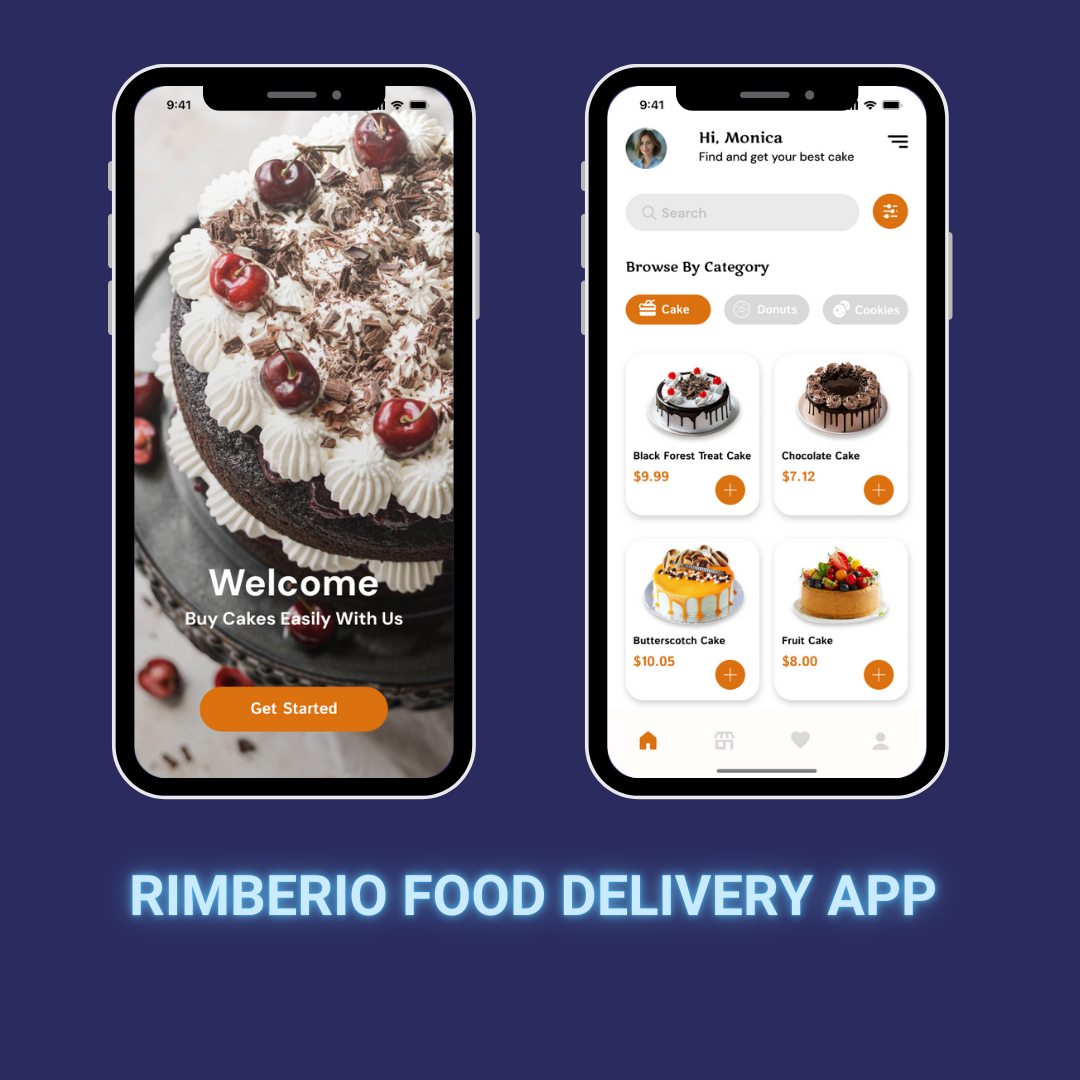 9:41
Welcome
Buy Cakes Easily With Us
Get Started
9:41
Hi, Monica
Find and get your best cake
Search
Browse By Category
Cake Donuts Cookies
Black Forest Treat Cake Chocolate Cake
$9.99 $7.12
Butterscotch Cake Fruit Cake
$10.05 $8.00
RIMBERIO FOOD DELIVERY APP